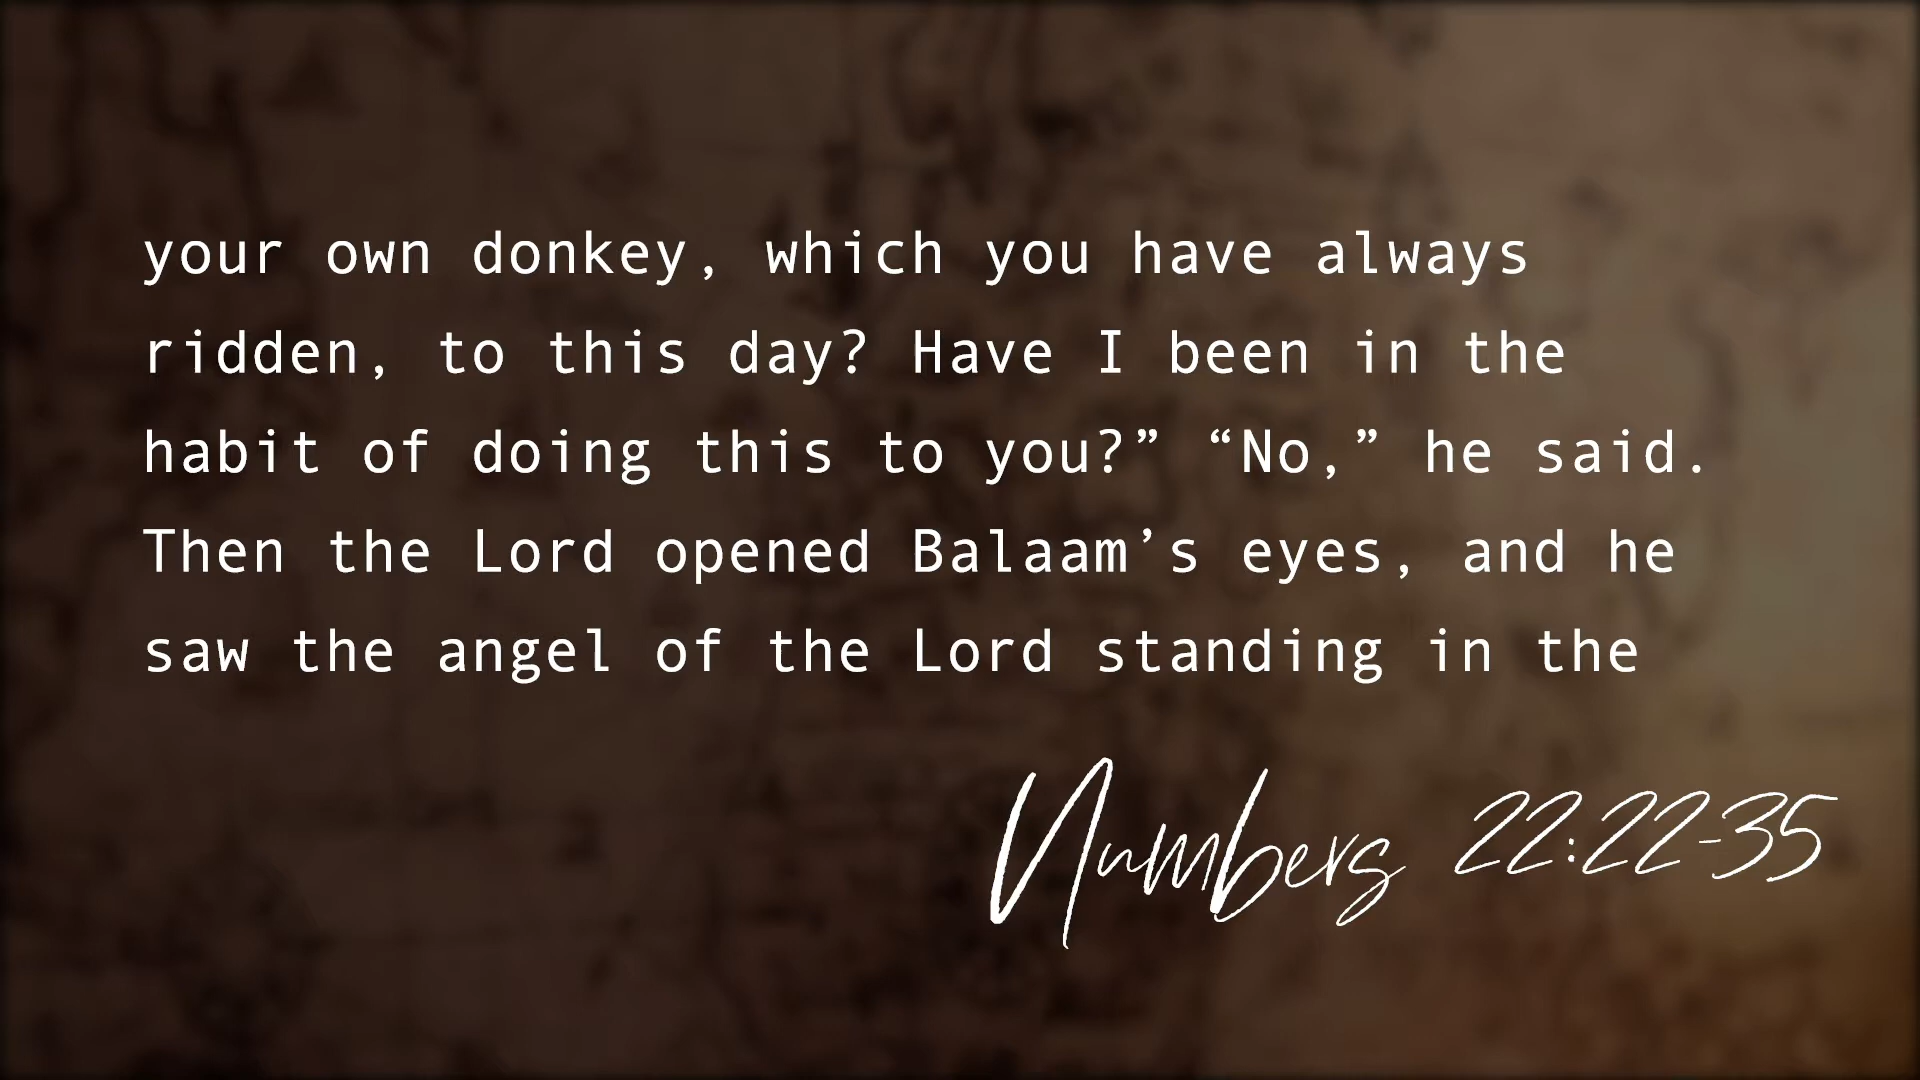 your own donkey, which you have always
ridden, to this day? Have I been in the
habit of doing this to you?” “No,” he said.
Then the Lord opened Balaam’s eyes, and he
saw the angel of the Lord standing in the
Numbers 22:22-35